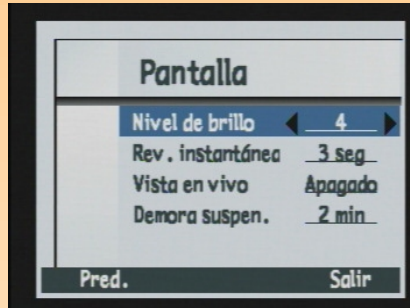 Pantalla
Nivel de brillo 4
Rev. instantánea 3 seg
Vista en vivo Apagado
Demora suspen. 2 min
Pred. Salir